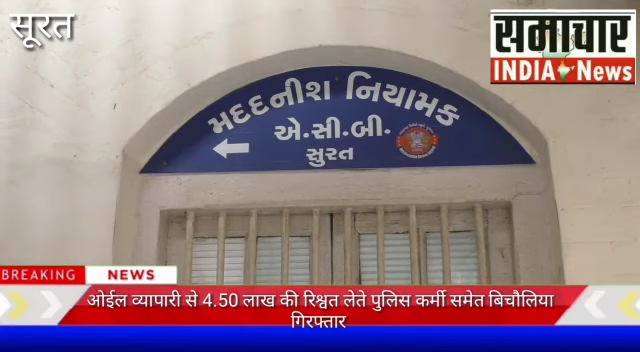 सूरत
समाचार
INDIA News
મદદનીશ નિયામક
એ.સી.બી.
સુરત
BREAKING NEWS
ओईल व्यापारी से 4.50 लाख की रिश्वत लेते पुलिस कर्मी समेत बिचौलिया
गिरफ्तार